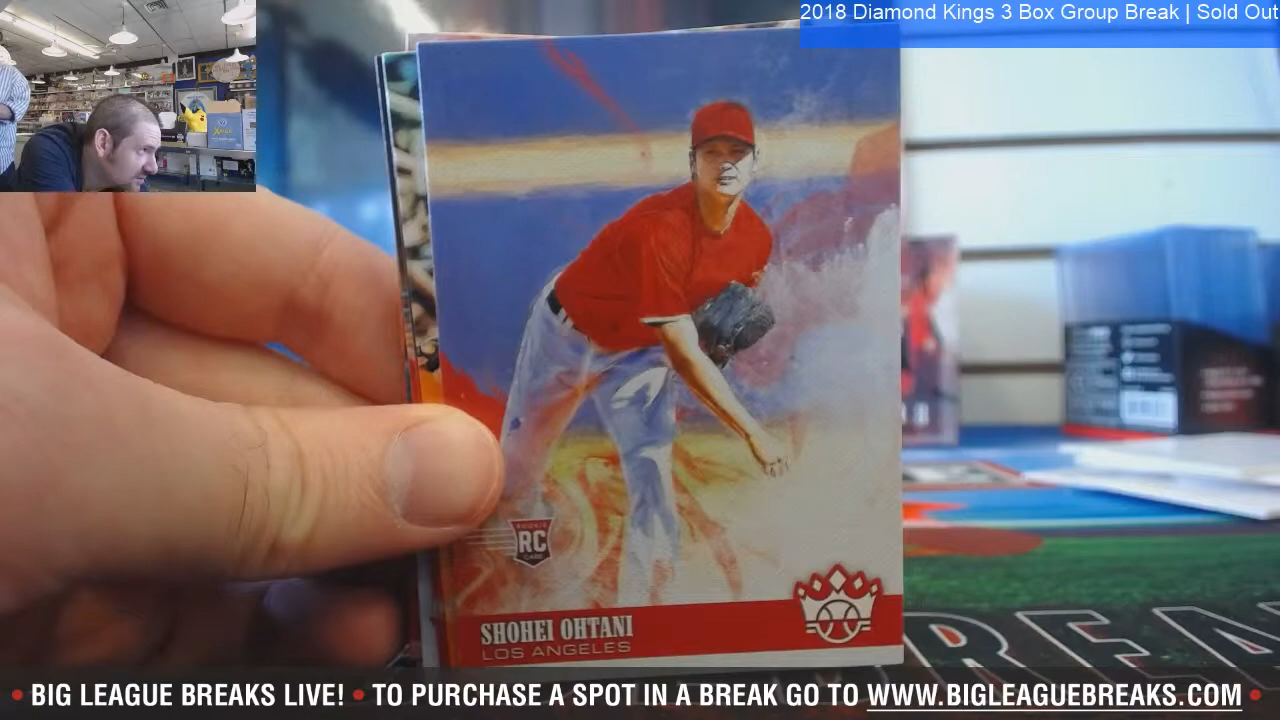 2018 Diamond Kings 3 Box Group Break | Sold Out
ROOKIE
RC
CARD
SHOHEI OHTANI
LOS ANGELES
REA
• BIG LEAGUE BREAKS LIVE! • TO PURCHASE A SPOT IN A BREAK GO TO WWW.BIGLEAGUEBREAKS.COM •